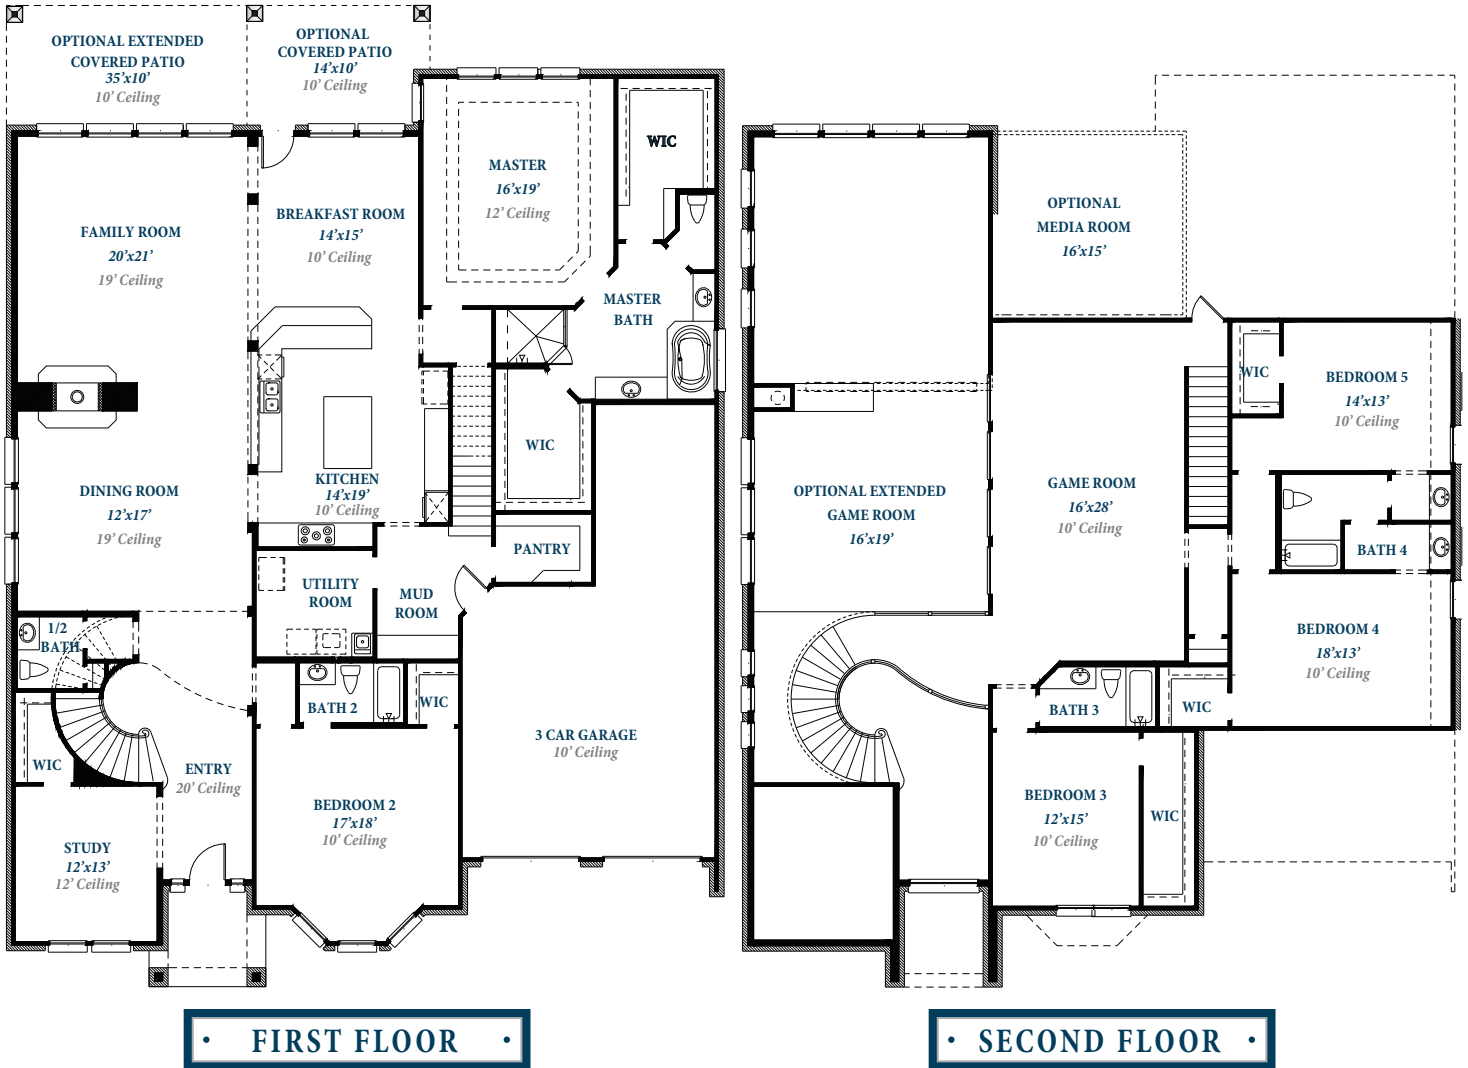 OPTIONAL EXTENDED
COVERED PATIO
35'x10'
10' Ceiling
OPTIONAL
COVERED PATIO
14'x10'
10' Ceiling
MASTER
16'x19'
12' Ceiling
WIC
FAMILY ROOM
20'x21'
19' Ceiling
BREAKFAST ROOM
14'x15'
10' Ceiling
MASTER
BATH
WIC
KITCHEN
14'x19'
10' Ceiling
DINING ROOM
12'x17'
19' Ceiling
PANTRY
UTILITY
ROOM
MUD
ROOM
1/2
BATH
BATH 2
WIC
WIC
ENTRY
20' Ceiling
3 CAR GARAGE
10' Ceiling
BEDROOM 2
17'x18'
10' Ceiling
STUDY
12'x13'
12' Ceiling
FIRST FLOOR
OPTIONAL
MEDIA ROOM
16'x15'
WIC
BEDROOM 5
14'x13'
10' Ceiling
OPTIONAL EXTENDED
GAME ROOM
16'x19'
GAME ROOM
16'x28'
10' Ceiling
BATH 4
BEDROOM 4
18'x13'
10' Ceiling
BATH 3
WIC
BEDROOM 3
12'x15'
10' Ceiling
WIC
SECOND FLOOR